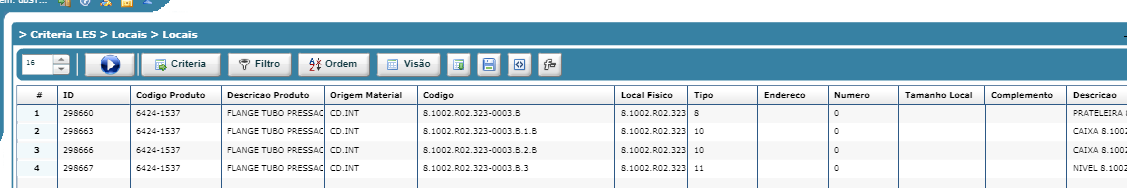 > Criteria LES > Locais > Locais
16 Criteria Filtro Ordem Visão
# ID Codigo Produto Descricao Produto Origem Material Codigo Local Fisico Tipo Endereco Numero Tamanho Local Complemento Descricao
1 298660 6424-1537 FLANGE TUBO PRESSAC CD.INT 8.1002.R02.323-0003.B 8.1002.R02.323 8 0 PRATELEIRA 8
2 298663 6424-1537 FLANGE TUBO PRESSAC CD.INT 8.1002.R02.323-0003.B.1.B 8.1002.R02.323 10 0 CAIXA 8.1002
3 298666 6424-1537 FLANGE TUBO PRESSAC CD.INT 8.1002.R02.323-0003.B.2.B 8.1002.R02.323 10 0 CAIXA 8.1002
4 298667 6424-1537 FLANGE TUBO PRESSAC CD.INT 8.1002.R02.323-0003.B.3 8.1002.R02.323 11 0 NIVEL 8.1002